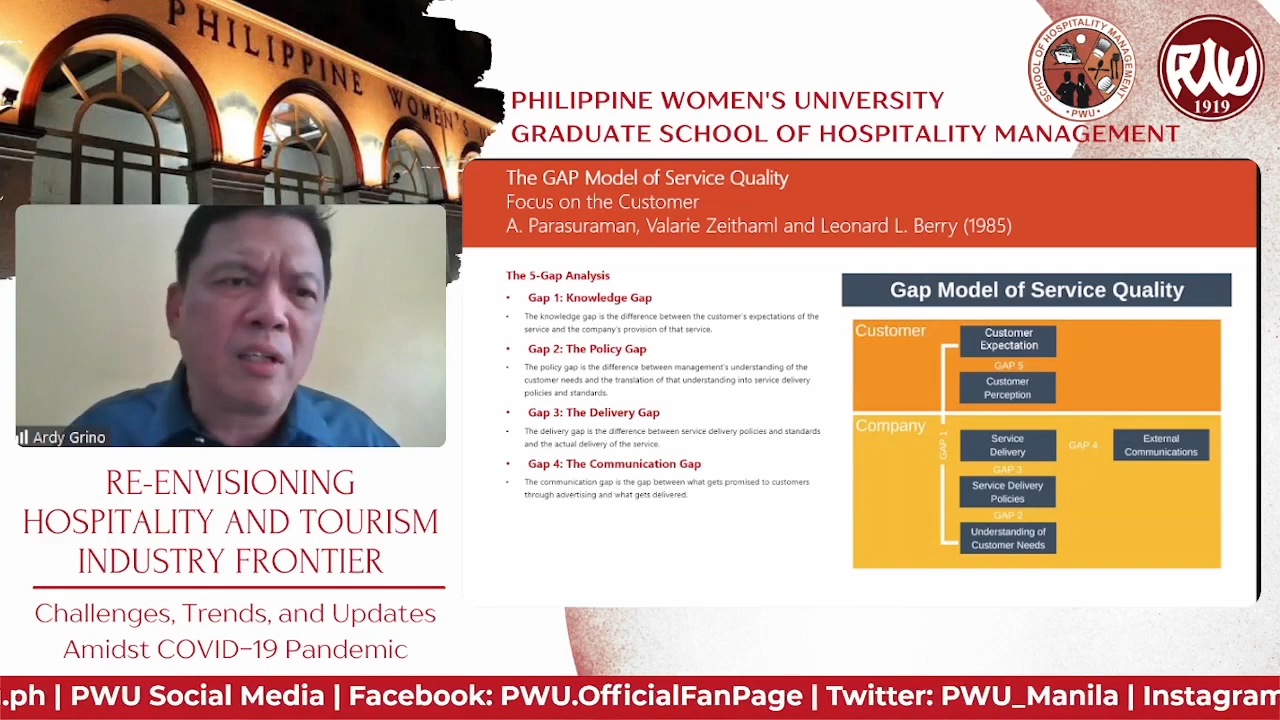 PHILIPPINE WOMEN'S U
SCHOOL OF HOSPITALITY MANAGEMENT
PWU
PWU
1919
PHILIPPINE WOMEN'S UNIVERSITY
GRADUATE SCHOOL OF HOSPITALITY MANAGEMENT
The GAP Model of Service Quality
Focus on the Customer
A. Parasuraman, Valarie Zeithaml and Leonard L. Berry (1985)
The 5-Gap Analysis
• Gap 1: Knowledge Gap
• The knowledge gap is the difference between the customer's expectations of the
service and the company's provision of that service.
• Gap 2: The Policy Gap
• The policy gap is the difference between management's understanding of the
customer needs and the translation of that understanding into service delivery
policies and standards.
• Gap 3: The Delivery Gap
• The delivery gap is the difference between service delivery policies and standards
and the actual delivery of the service.
• Gap 4: The Communication Gap
• The communication gap is the gap between what gets promised to customers
through advertising and what gets delivered.
Gap Model of Service Quality
Customer
Customer
Expectation
GAP 5
Customer
Perception
Company
GAP 1
Service
Delivery
GAP 4
External
Communications
GAP 3
Service Delivery
Policies
GAP 2
Understanding of
Customer Needs
Ardy Grino
RE-ENVISIONING
HOSPITALITY AND TOURISM
INDUSTRY FRONTIER
Challenges, Trends, and Updates
Amidst COVID-19 Pandemic
i.ph | PWU Social Media | Facebook: PWU.OfficialFanPage | Twitter: PWU_Manila | Instagram